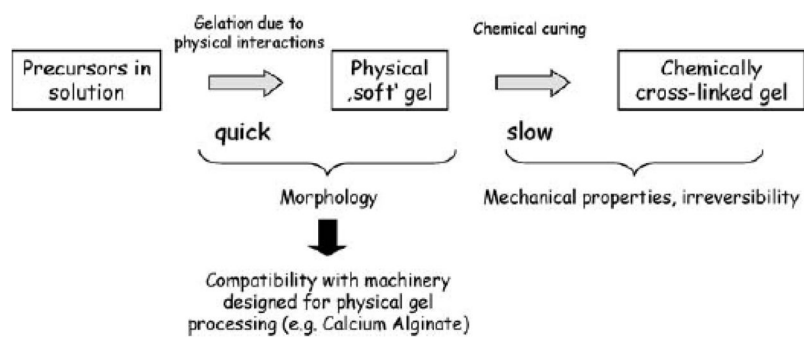 Gelation due to
physical interactions
Chemical curing
Precursors in
solution
Physical
‚soft‘ gel
Chemically
cross-linked gel
quick
slow
Morphology
Mechanical properties, irreversibility
Compatibility with machinery
designed for physical gel
processing (e.g. Calcium Alginate)